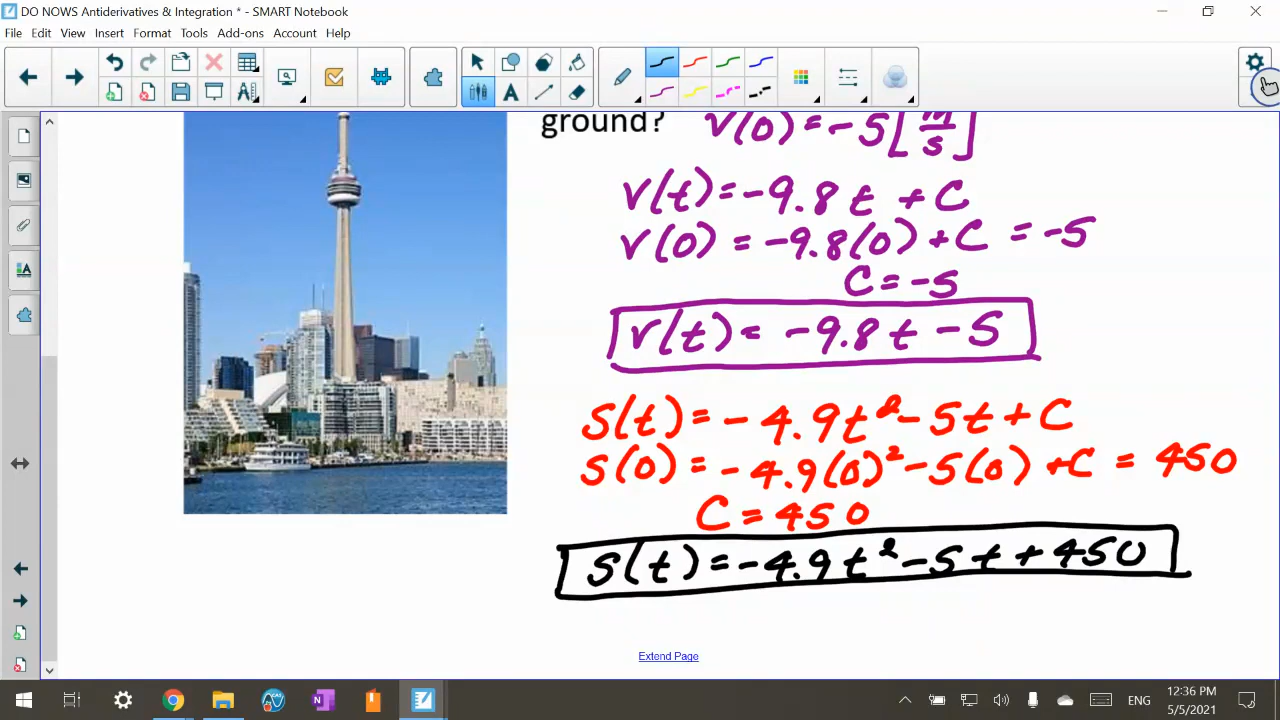 DO NOWS Antiderivatives & Integration * - SMART Notebook
File Edit View Insert Format Tools Add-ons Account Help
ground?
v(0) = -5 [m/s]
v(t) = -9.8t + C
v(0) = -9.8(0) + C = -5
C = -5
v(t) = -9.8t - 5
s(t) = -4.9t² - 5t + C
s(0) = -4.9(0)² - 5(0) + C = 450
C = 450
s(t) = -4.9t² - 5t + 450
Extend Page
ENG
12:36 PM
5/5/2021